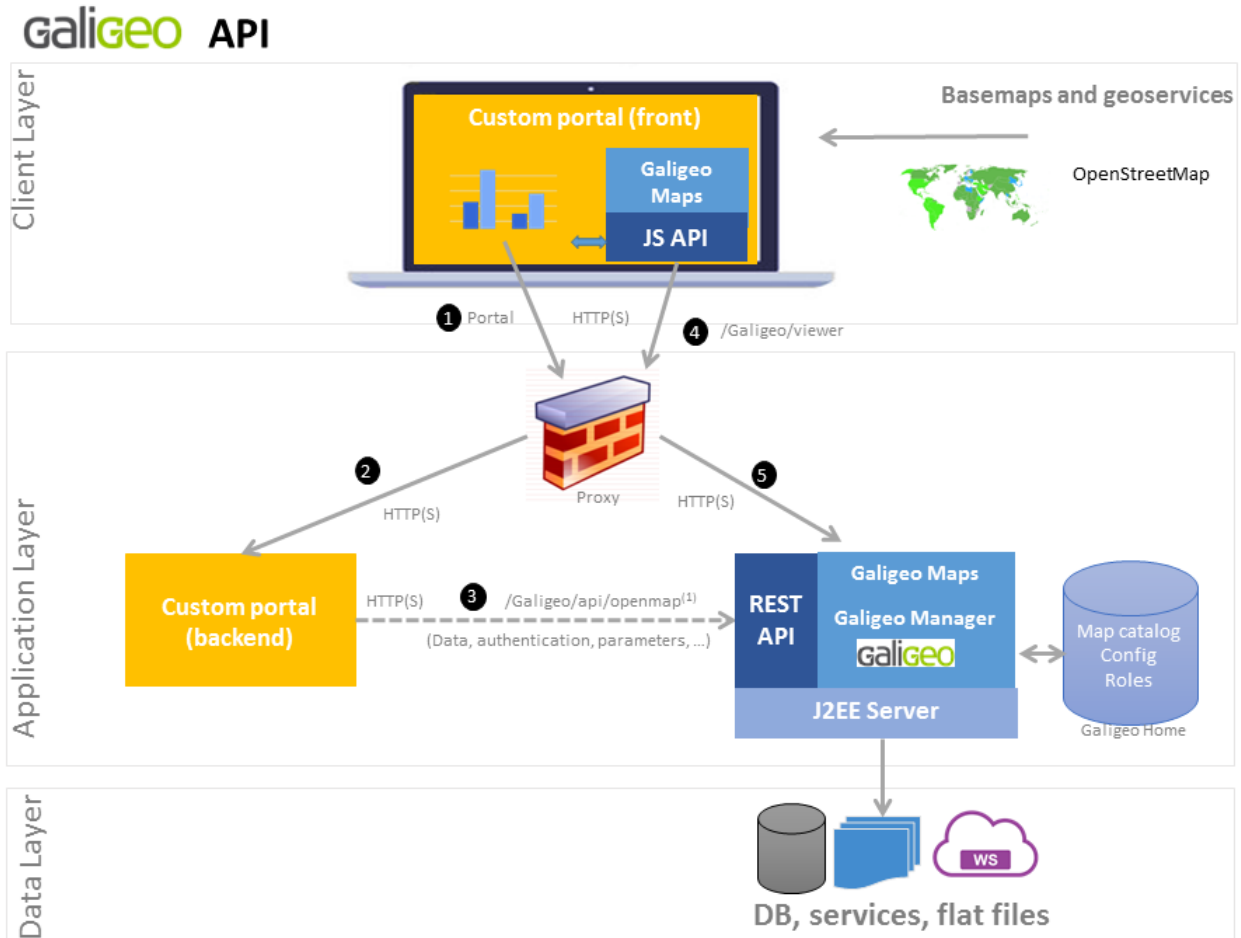 Galigeo API
Client Layer
Custom portal (front)
Galigeo
Maps
JS API
Basemaps and geoservices
OpenStreetMap
1 Portal
HTTP(S)
4 /Galigeo/viewer
Application Layer
Proxy
2
HTTP(S)
5
HTTP(S)
Custom portal
(backend)
HTTP(S) 3 /Galigeo/api/openmap(1)
(Data, authentication, parameters, ...)
REST
API
Galigeo Maps
Galigeo Manager
Galigeo
J2EE Server
Map catalog
Config
Roles
Galigeo Home
Data Layer
WS
DB, services, flat files